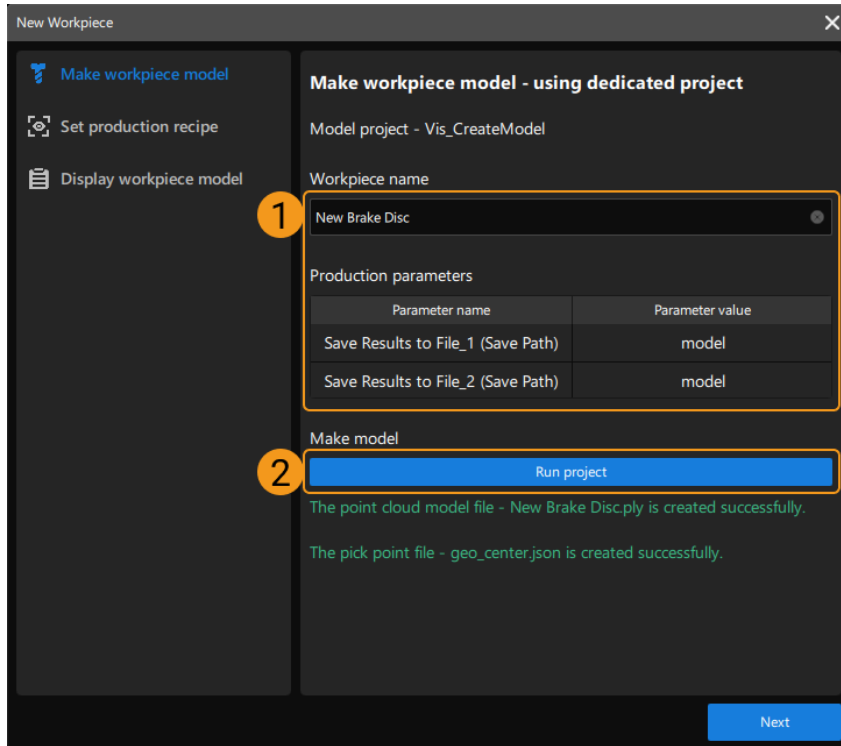 New Workpiece
Make workpiece model
Set production recipe
Display workpiece model
Make workpiece model - using dedicated project
Model project - Vis_CreateModel
Workpiece name
1
New Brake Disc
Production parameters
Parameter name Parameter value
Save Results to File_1 (Save Path) model
Save Results to File_2 (Save Path) model
Make model
2
Run project
The point cloud model file - New Brake Disc.ply is created successfully.
The pick point file - geo_center.json is created successfully.
Next